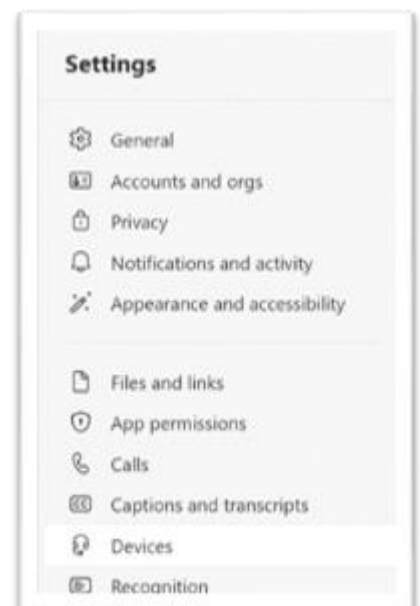 Settings
General
Accounts and orgs
Privacy
Notifications and activity
Appearance and accessibility
Files and links
App permissions
Calls
Captions and transcripts
Devices
Recognition